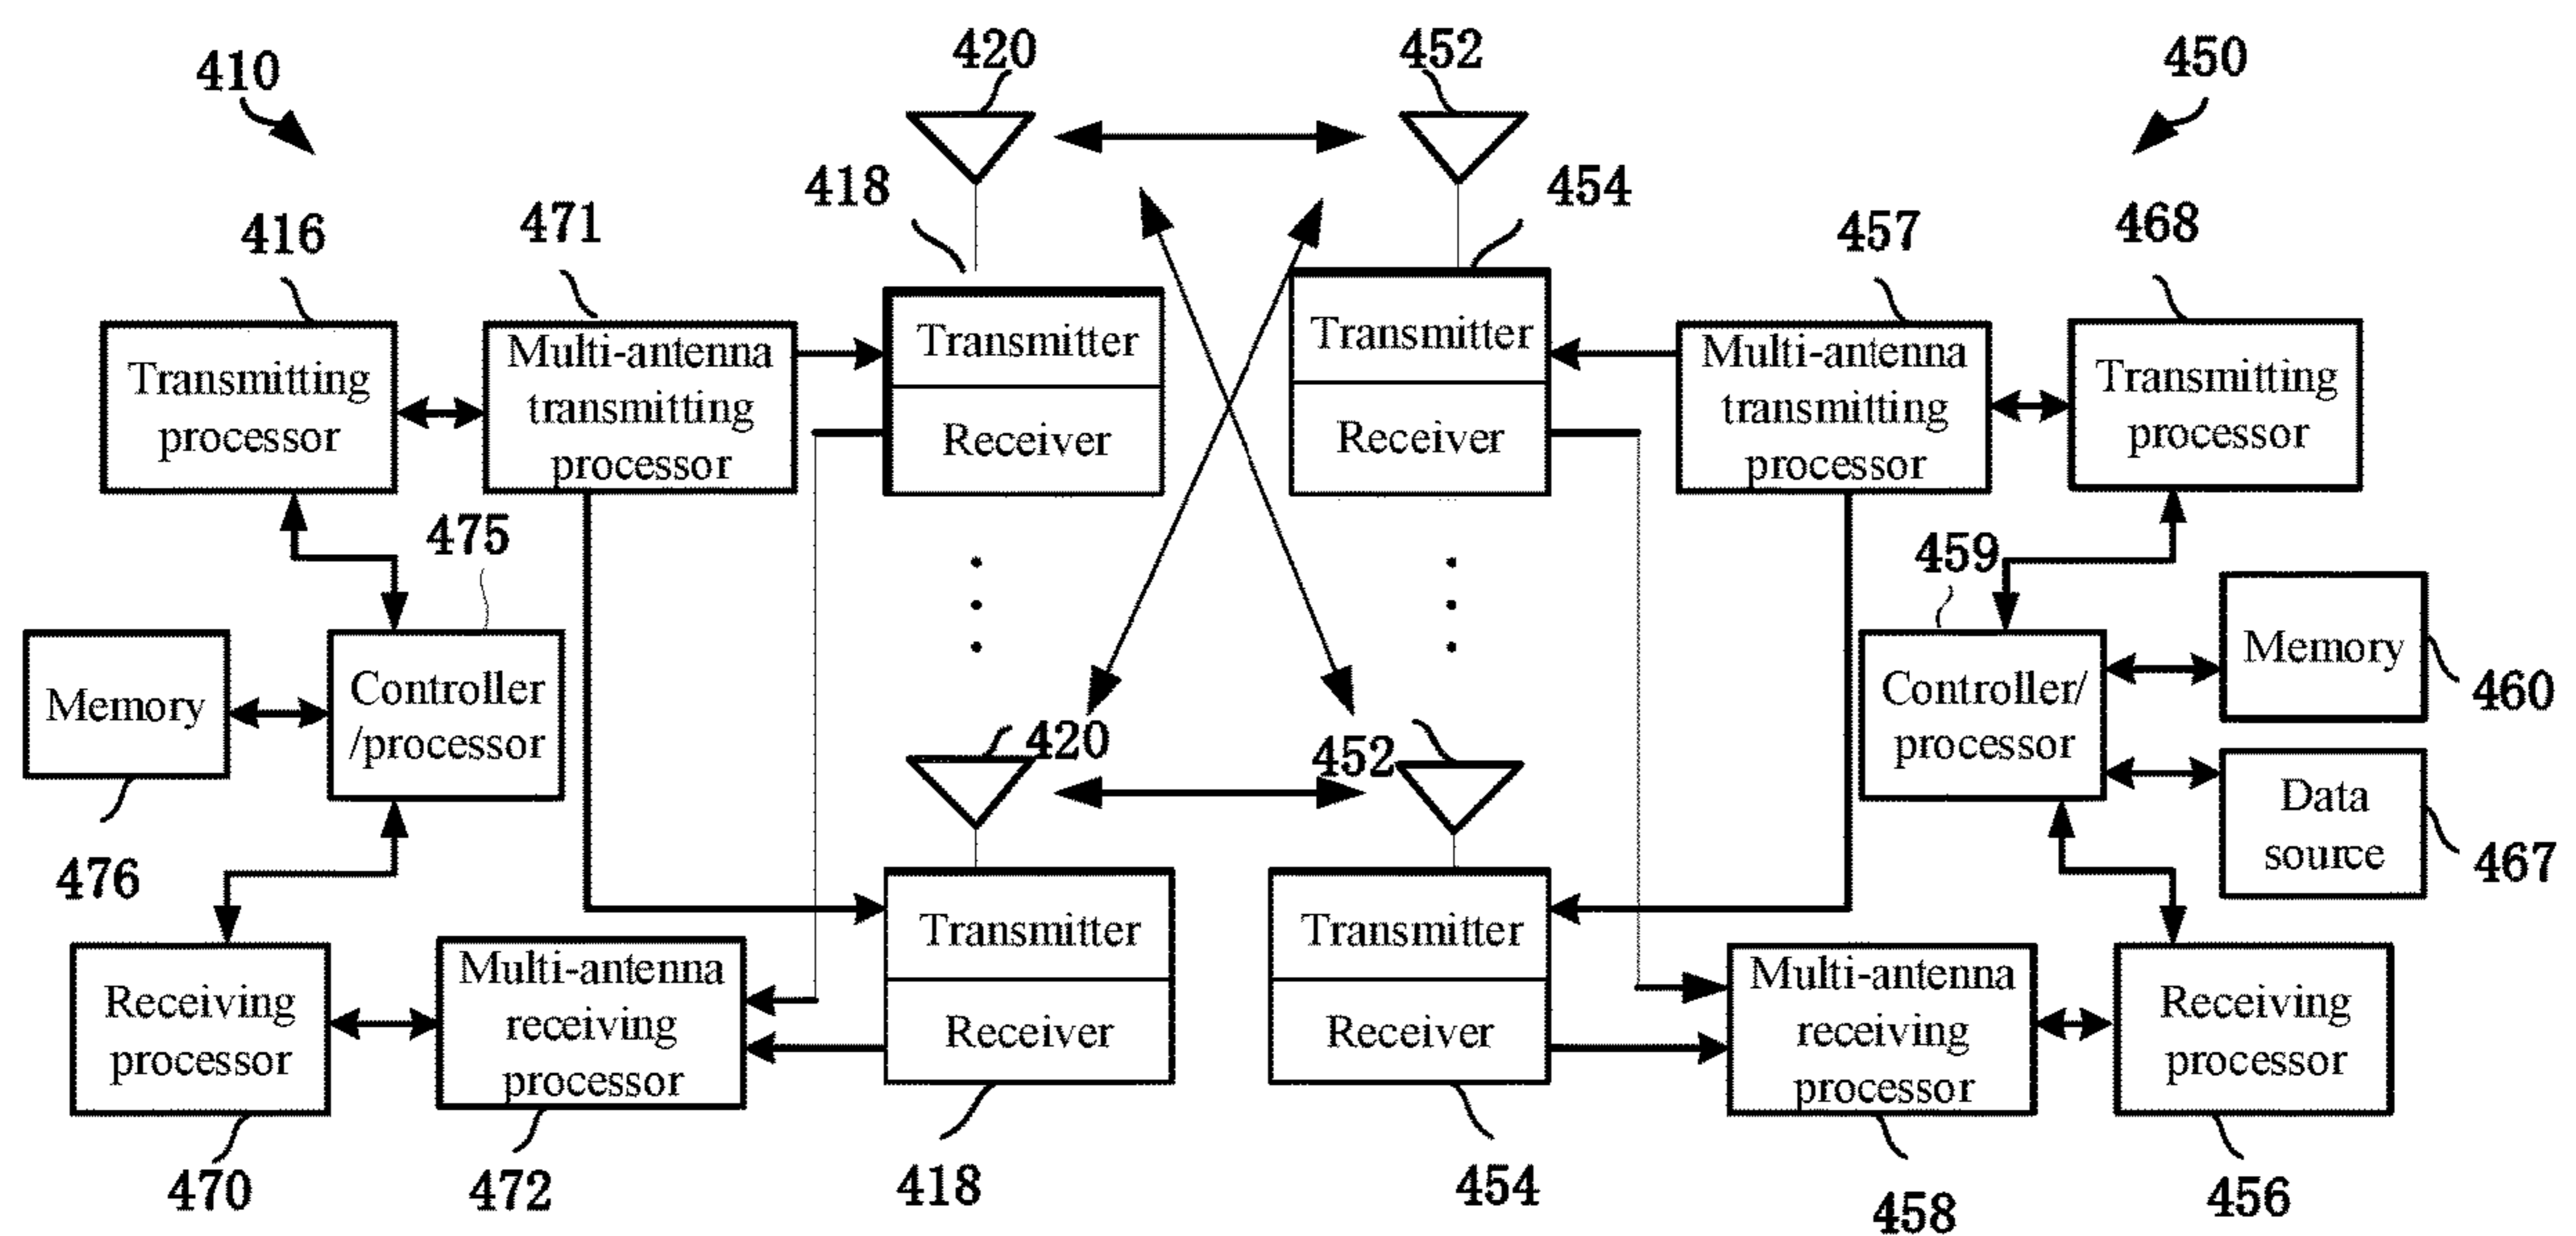 420
452
410
450
418
454
416
471
457
468
Transmitting
processor
Multi-antenna
transmitting
processor
Transmitter
Receiver
Transmitter
Receiver
Multi-antenna
transmitting
processor
Transmitting
processor
475
459
Memory
Controller
/processor
Controller/
processor
Memory
460
420
452
Data
source
467
476
Receiving
processor
Multi-antenna
receiving
processor
Transmitter
Receiver
Transmitter
Receiver
Multi-antenna
receiving
processor
Receiving
processor
470
472
418
454
458
456